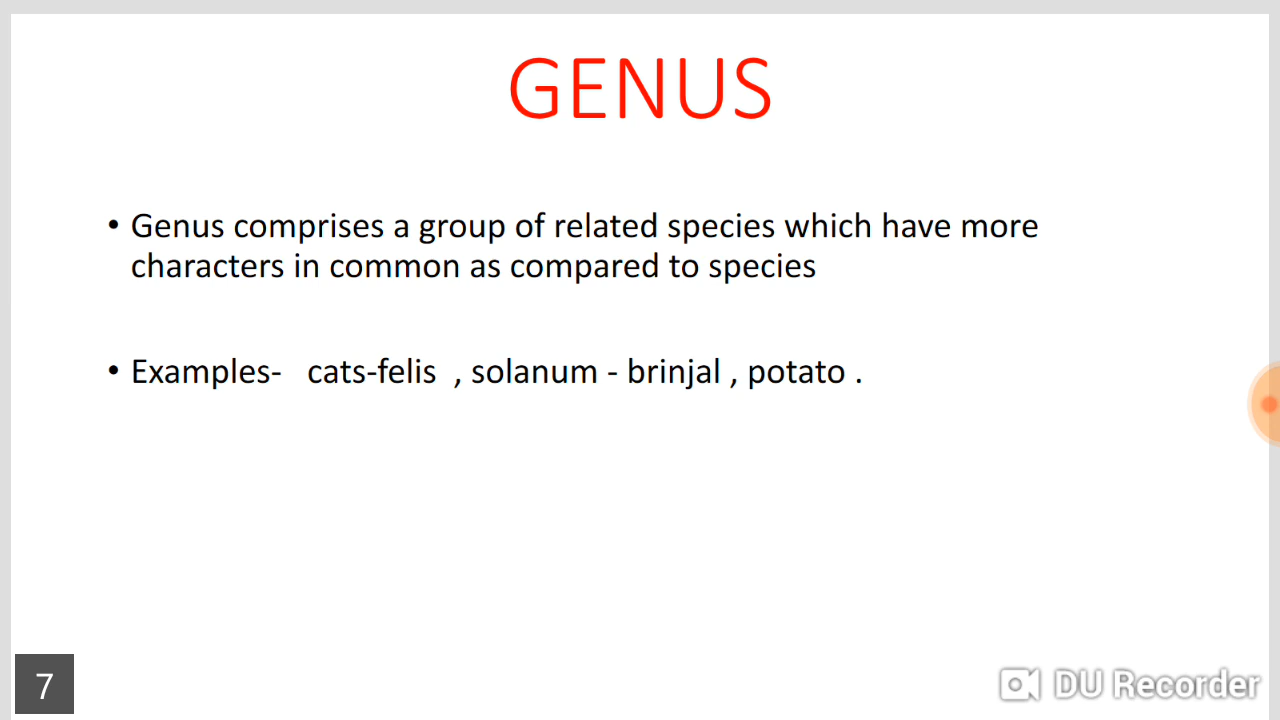 GENUS
• Genus comprises a group of related species which have more
characters in common as compared to species
• Examples- cats-felis , solanum - brinjal , potato .
7
DU Recorder